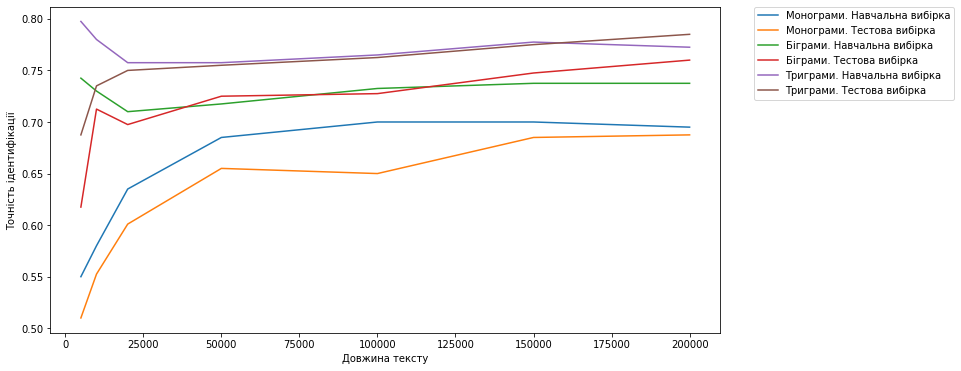 0.80
0.75
0.70
0.65
0.60
0.55
0.50
Точність ідентифікації
0 25000 50000 75000 100000 125000 150000 175000 200000
Довжина тексту
Монограми. Навчальна вибірка
Монограми. Тестова вибірка
Біграми. Навчальна вибірка
Біграми. Тестова вибірка
Триграми. Навчальна вибірка
Триграми. Тестова вибірка